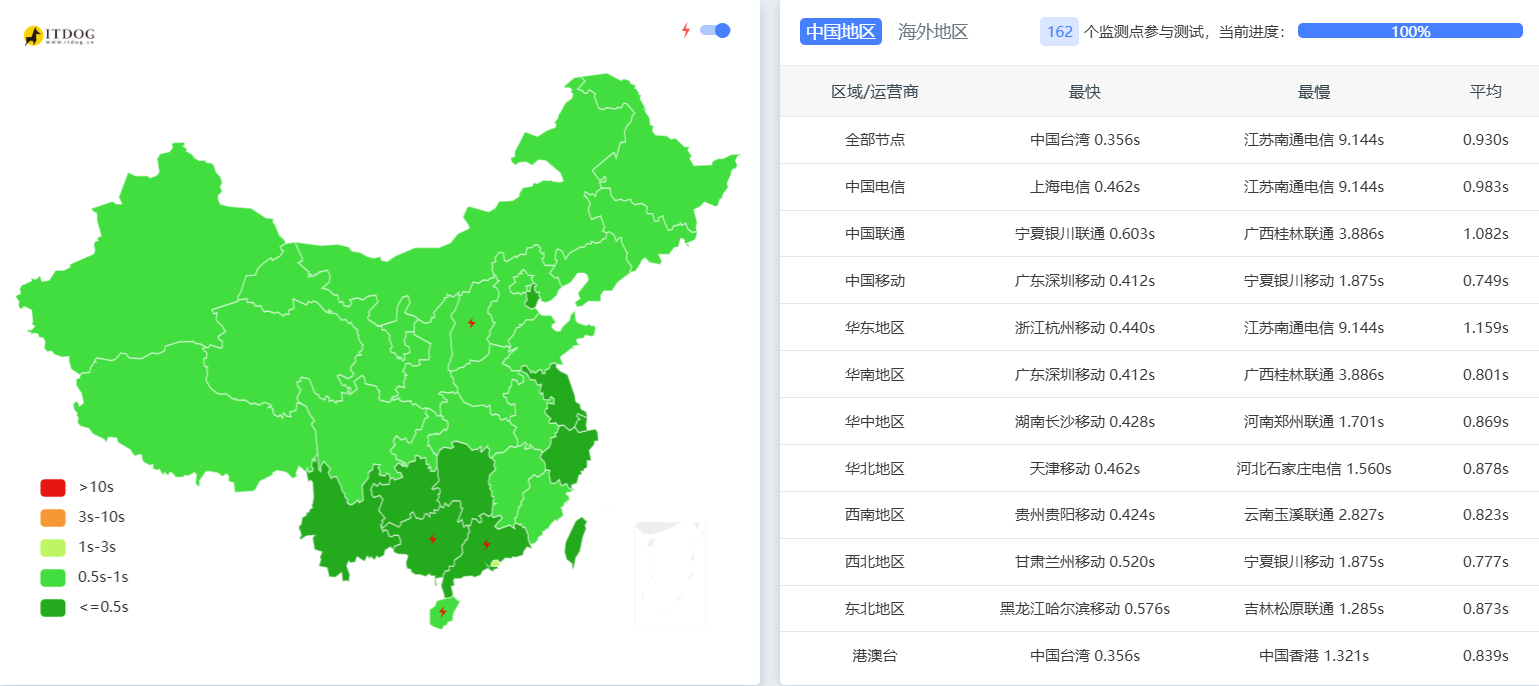 ITDOG
www.itdog.cn
>10s
3s-10s
1s-3s
0.5s-1s
<=0.5s
中国地区 海外地区 162 个监测点参与测试，当前进度： 100%
区域/运营商 最快 最慢 平均
全部节点 中国台湾 0.356s 江苏南通电信 9.144s 0.930s
中国电信 上海电信 0.462s 江苏南通电信 9.144s 0.983s
中国联通 宁夏银川联通 0.603s 广西桂林联通 3.886s 1.082s
中国移动 广东深圳移动 0.412s 宁夏银川移动 1.875s 0.749s
华东地区 浙江杭州移动 0.440s 江苏南通电信 9.144s 1.159s
华南地区 广东深圳移动 0.412s 广西桂林联通 3.886s 0.801s
华中地区 湖南长沙移动 0.428s 河南郑州联通 1.701s 0.869s
华北地区 天津移动 0.462s 河北石家庄电信 1.560s 0.878s
西南地区 贵州贵阳移动 0.424s 云南玉溪联通 2.827s 0.823s
西北地区 甘肃兰州移动 0.520s 宁夏银川移动 1.875s 0.777s
东北地区 黑龙江哈尔滨移动 0.576s 吉林松原联通 1.285s 0.873s
港澳台 中国台湾 0.356s 中国香港 1.321s 0.839s